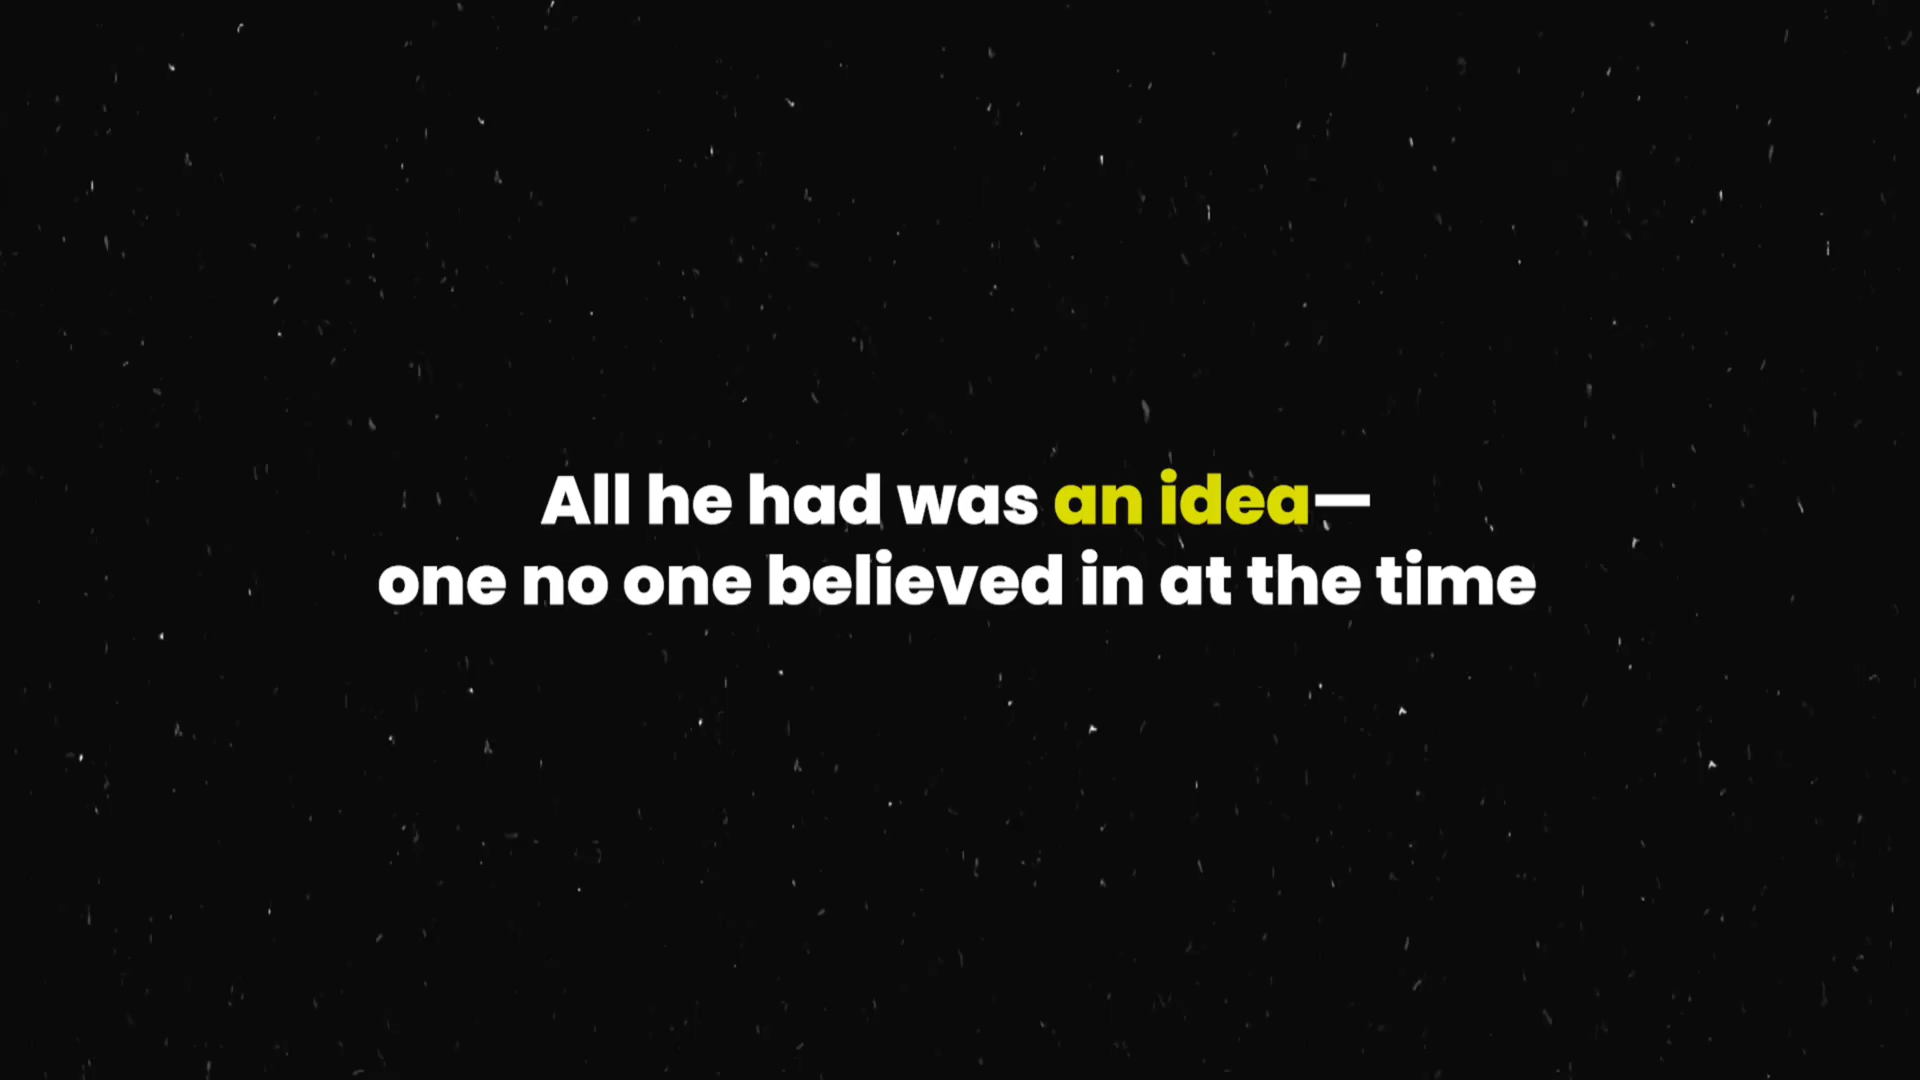 All he had was an idea—
one no one believed in at the time